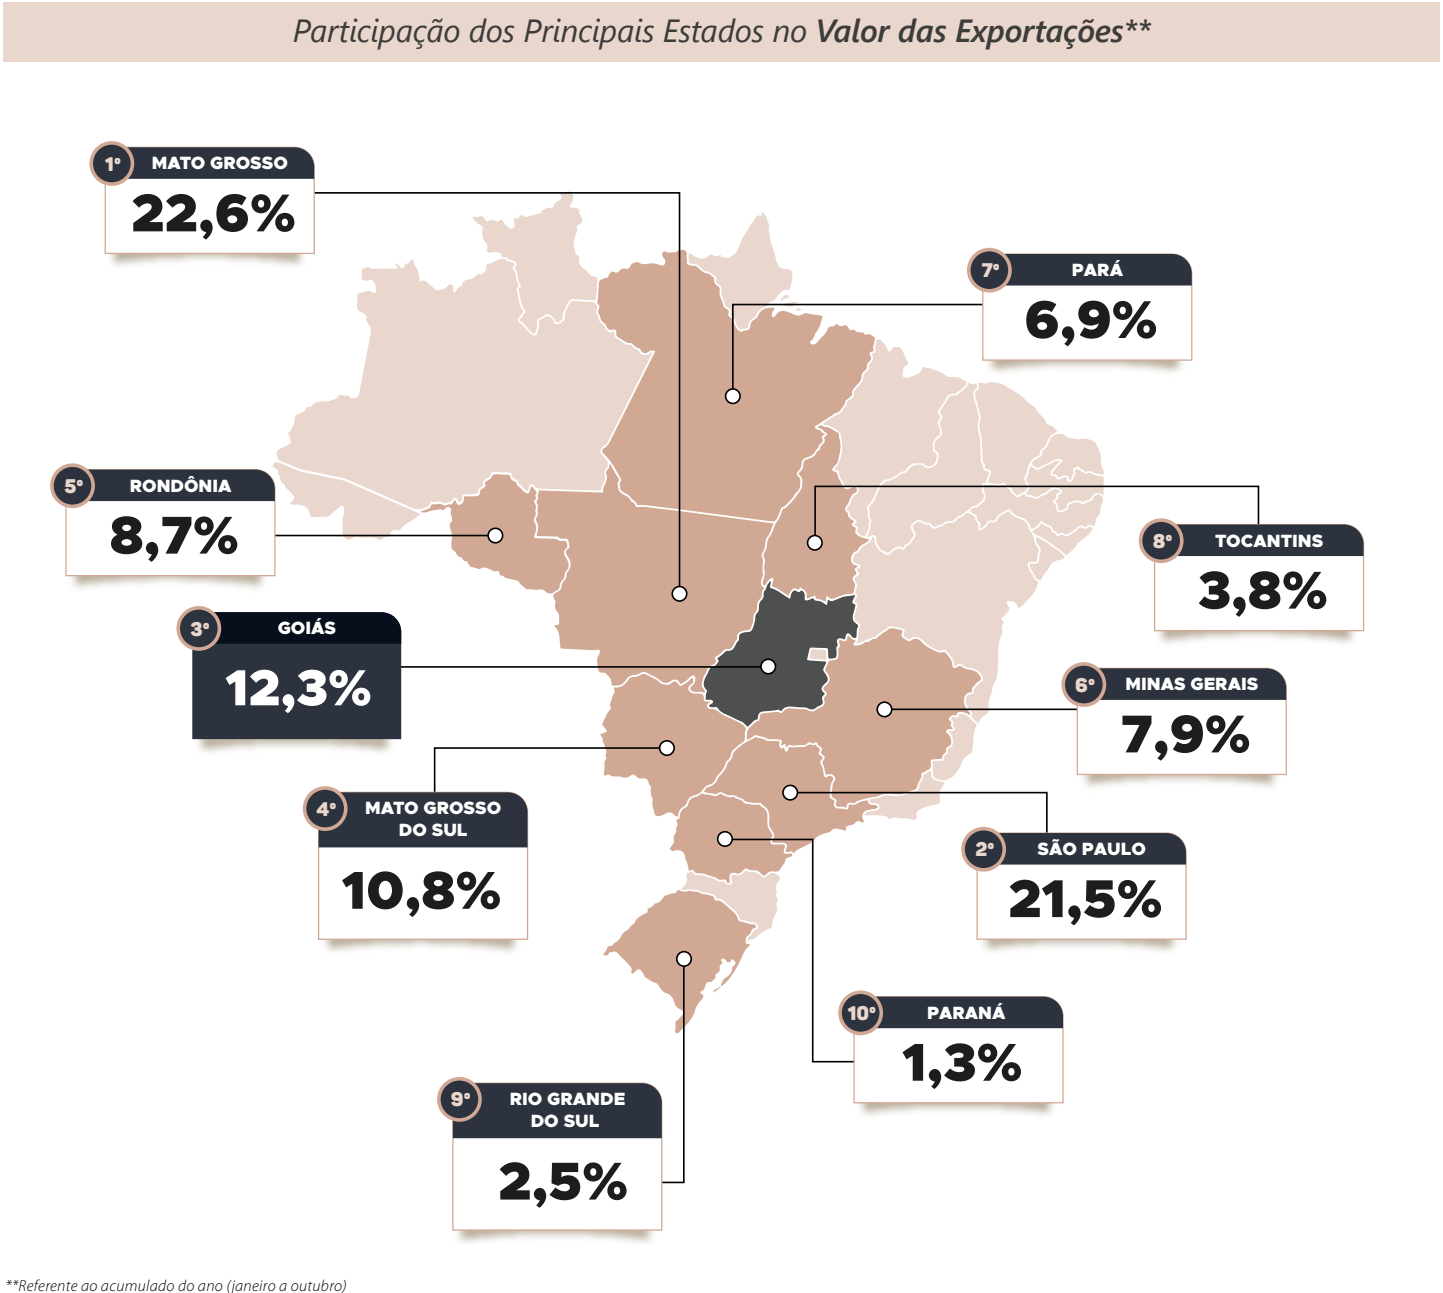 Participação dos Principais Estados no Valor das Exportações**
1º
MATO GROSSO
22,6%
7º
PARÁ
6,9%
5º
RONDÔNIA
8,7%
8º
TOCANTINS
3,8%
3º
GOIÁS
12,3%
6º
MINAS GERAIS
7,9%
4º
MATO GROSSO
DO SUL
10,8%
2º
SÃO PAULO
21,5%
10º
PARANÁ
1,3%
9º
RIO GRANDE
DO SUL
2,5%
**Referente ao acumulado do ano (janeiro a outubro)